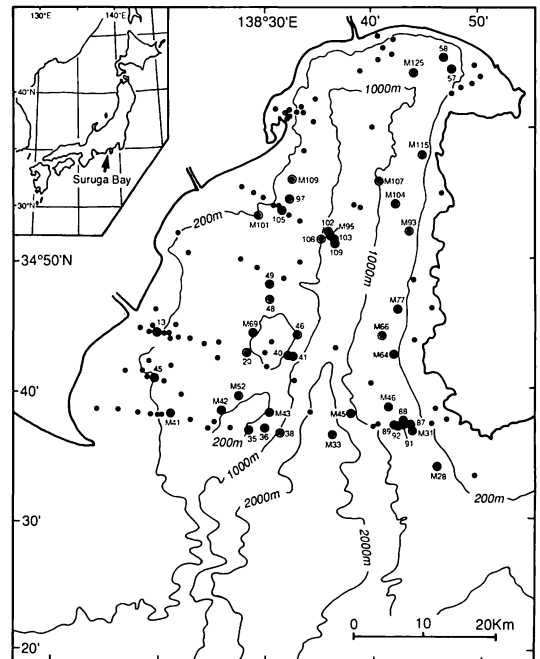 130°E 140° 138°30'E 40' 50'
40°N
30°N
Suruga Bay
58
57
M125
1000m
M115
M109
M107
97
M104
200m
M101
105
102
M95
103
108
109
M93
34°50'
1000m
49
48
M77
M69
46
M66
13
20
40
41
M64
45
40'
M52
M42
M43
M46
M45
88
87
M41
200m
35
36
38
M33
89
92
91
M31
1000m
2000m
M28
200m
30'
2000m
0 10 20Km
20'